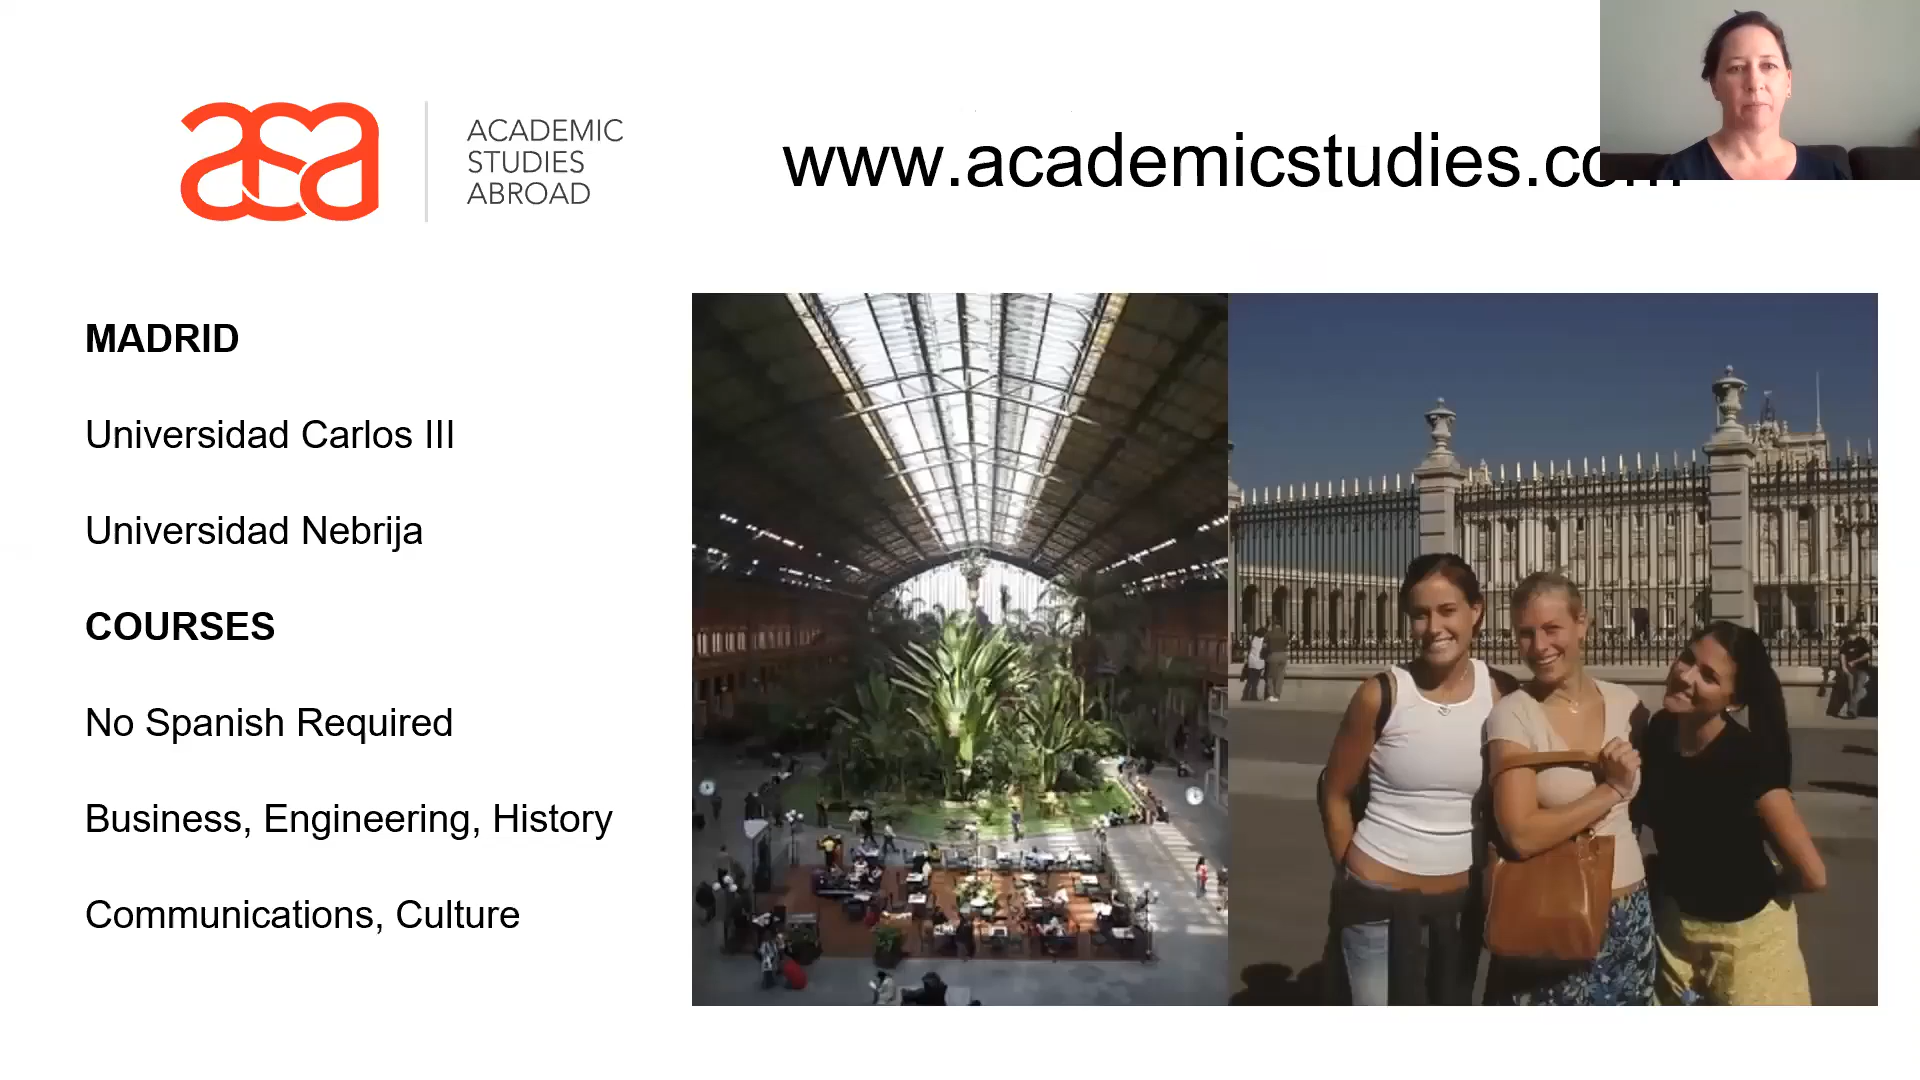 asa
ACADEMIC
STUDIES
ABROAD
www.academicstudies.com
MADRID
Universidad Carlos III
Universidad Nebrija
COURSES
No Spanish Required
Business, Engineering, History
Communications, Culture